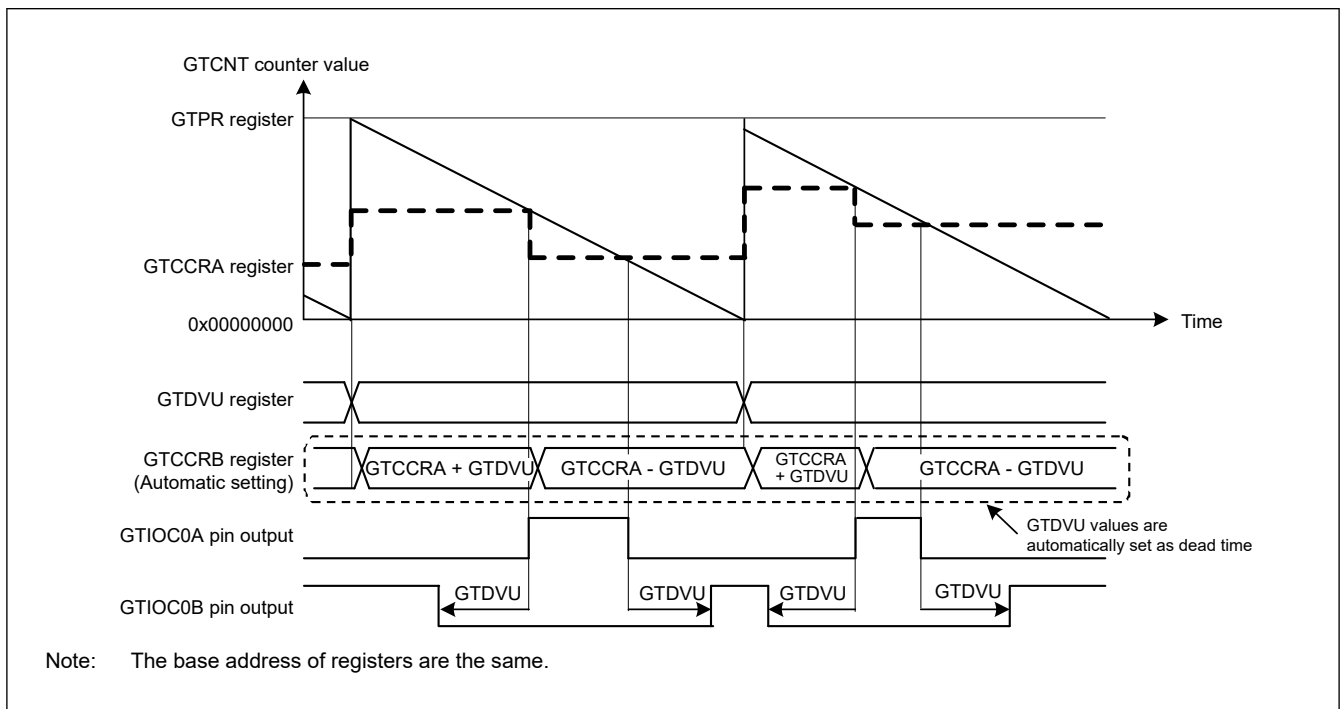 GTCNT counter value
GTPR register
GTCCRA register
0x00000000
Time
GTDVU register
GTCCRB register
(Automatic setting)
GTCCRA + GTDVU
GTCCRA - GTDVU
GTCCRA
+ GTDVU
GTCCRA - GTDVU
GTDVU values are
automatically set as dead time
GTIOC0A pin output
GTIOC0B pin output
GTDVU
GTDVU
GTDVU
GTDVU
Note: The base address of registers are the same.